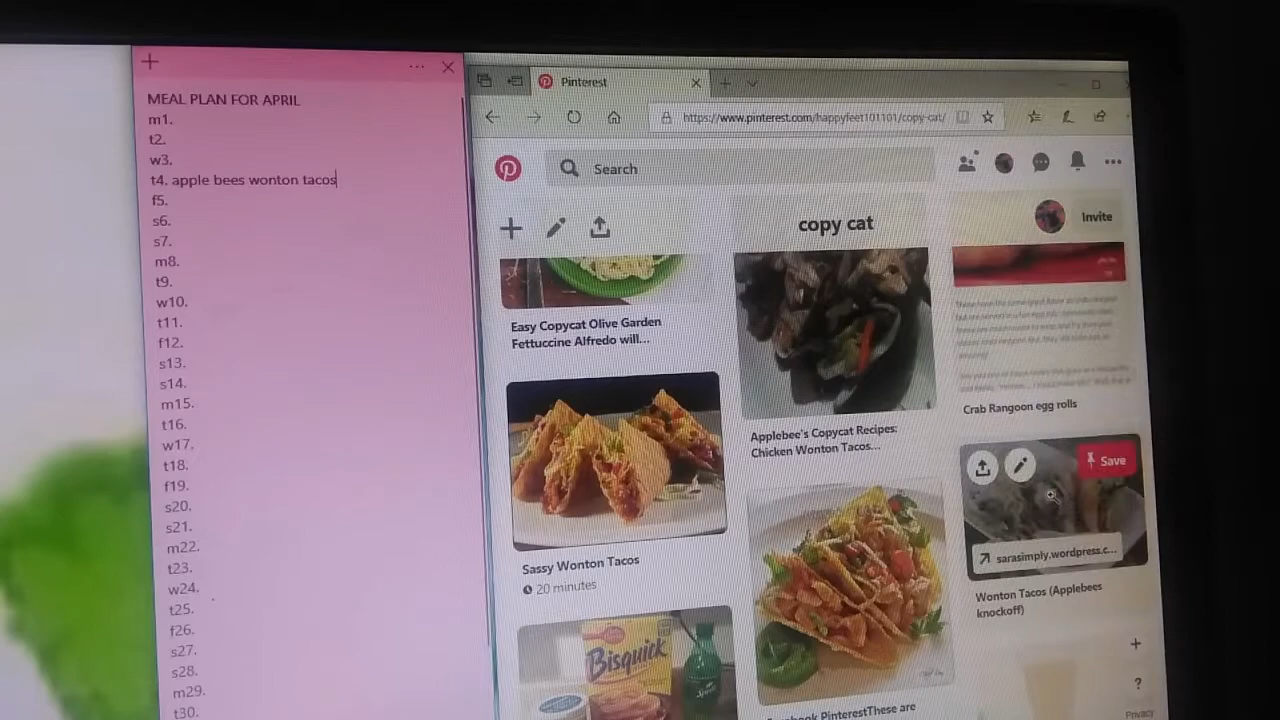 MEAL PLAN FOR APRIL
m1.
t2.
w3.
t4. apple bees wonton tacos
f5.
s6.
s7.
m8.
t9.
w10.
t11.
f12.
s13.
s14.
m15.
t16.
w17.
t18.
f19.
s20.
s21.
m22.
t23.
w24.
t25.
f26.
s27.
s28.
m29.
t30.
Pinterest
https://www.pinterest.com/happyfeet101101/copy-cat/
Search
copy cat
Invite
Easy Copycat Olive Garden
Fettuccine Alfredo will...
Sassy Wonton Tacos
20 minutes
Bisquick
Applebee's Copycat Recipes:
Chicken Wonton Tacos...
PinterestThese are
Crab Rangoon egg rolls
Save
sarasimply.wordpress.c...
Wonton Tacos (Applebees
knockoff)
+
?
Privacy